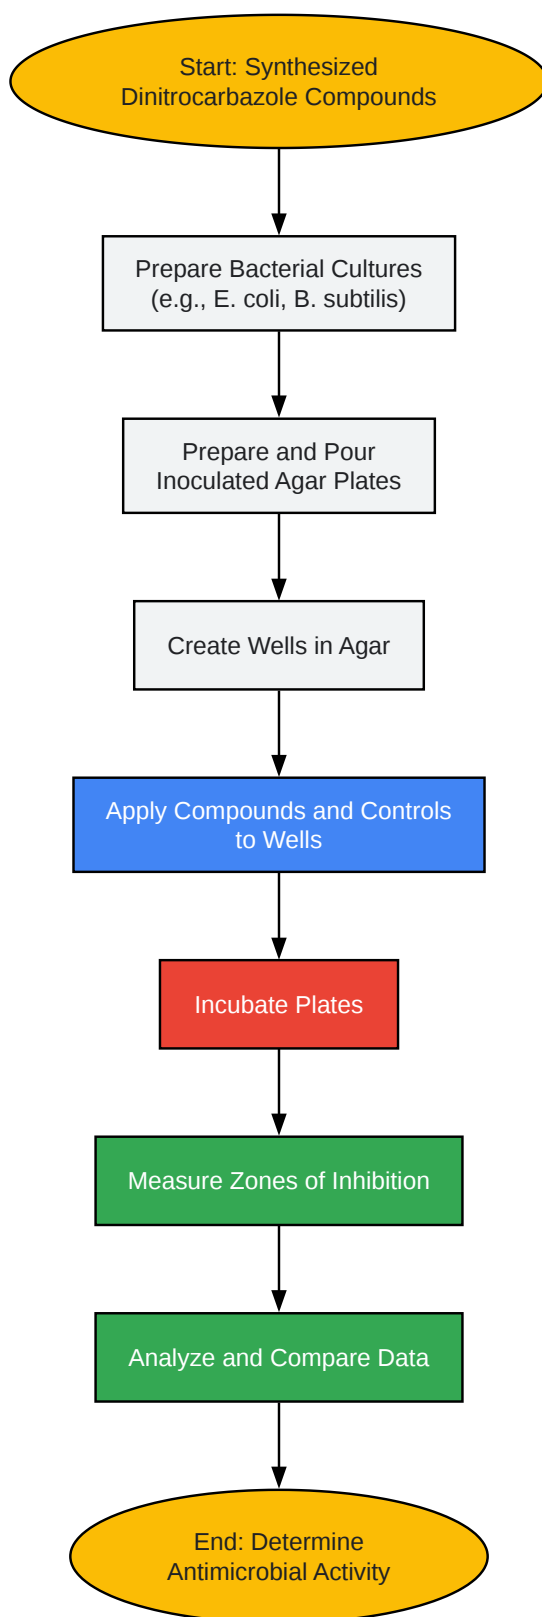 Start: Synthesized
Dinitrocarbazole Compounds
Prepare Bacterial Cultures
(e.g., E. coli, B. subtilis)
Prepare and Pour
Inoculated Agar Plates
Create Wells in Agar
Apply Compounds and Controls
to Wells
Incubate Plates
Measure Zones of Inhibition
Analyze and Compare Data
End: Determine
Antimicrobial Activity